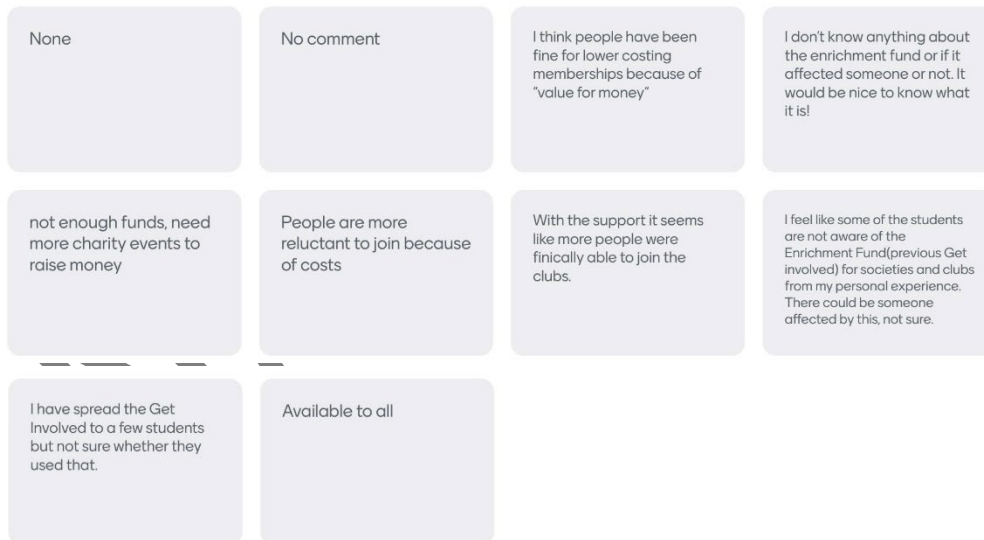 None
No comment
I think people have been
fine for lower costing
memberships because of
"value for money"
I don't know anything about
the enrichment fund or if it
affected someone or not. It
would be nice to know what
it is!
not enough funds, need
more charity events to
raise money
People are more
reluctant to join because
of costs
With the support it seems
like more people were
finically able to join the
clubs.
I feel like some of the students
are not aware of the
Enrichment Fund(previous Get
involved) for societies and clubs
from my personal experience.
There could be someone
affected by this, not sure.
I have spread the Get
Involved to a few students
but not sure whether they
used that.
Available to all